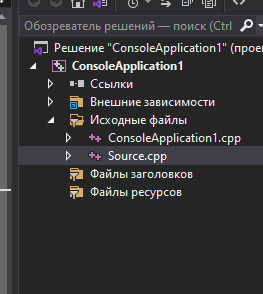 Обозреватель решений — поиск (Ctrl
Решение "ConsoleApplication1" (прое
ConsoleApplication1
Ссылки
Внешние зависимости
Исходные файлы
ConsoleApplication1.cpp
Source.cpp
Файлы заголовков
Файлы ресурсов